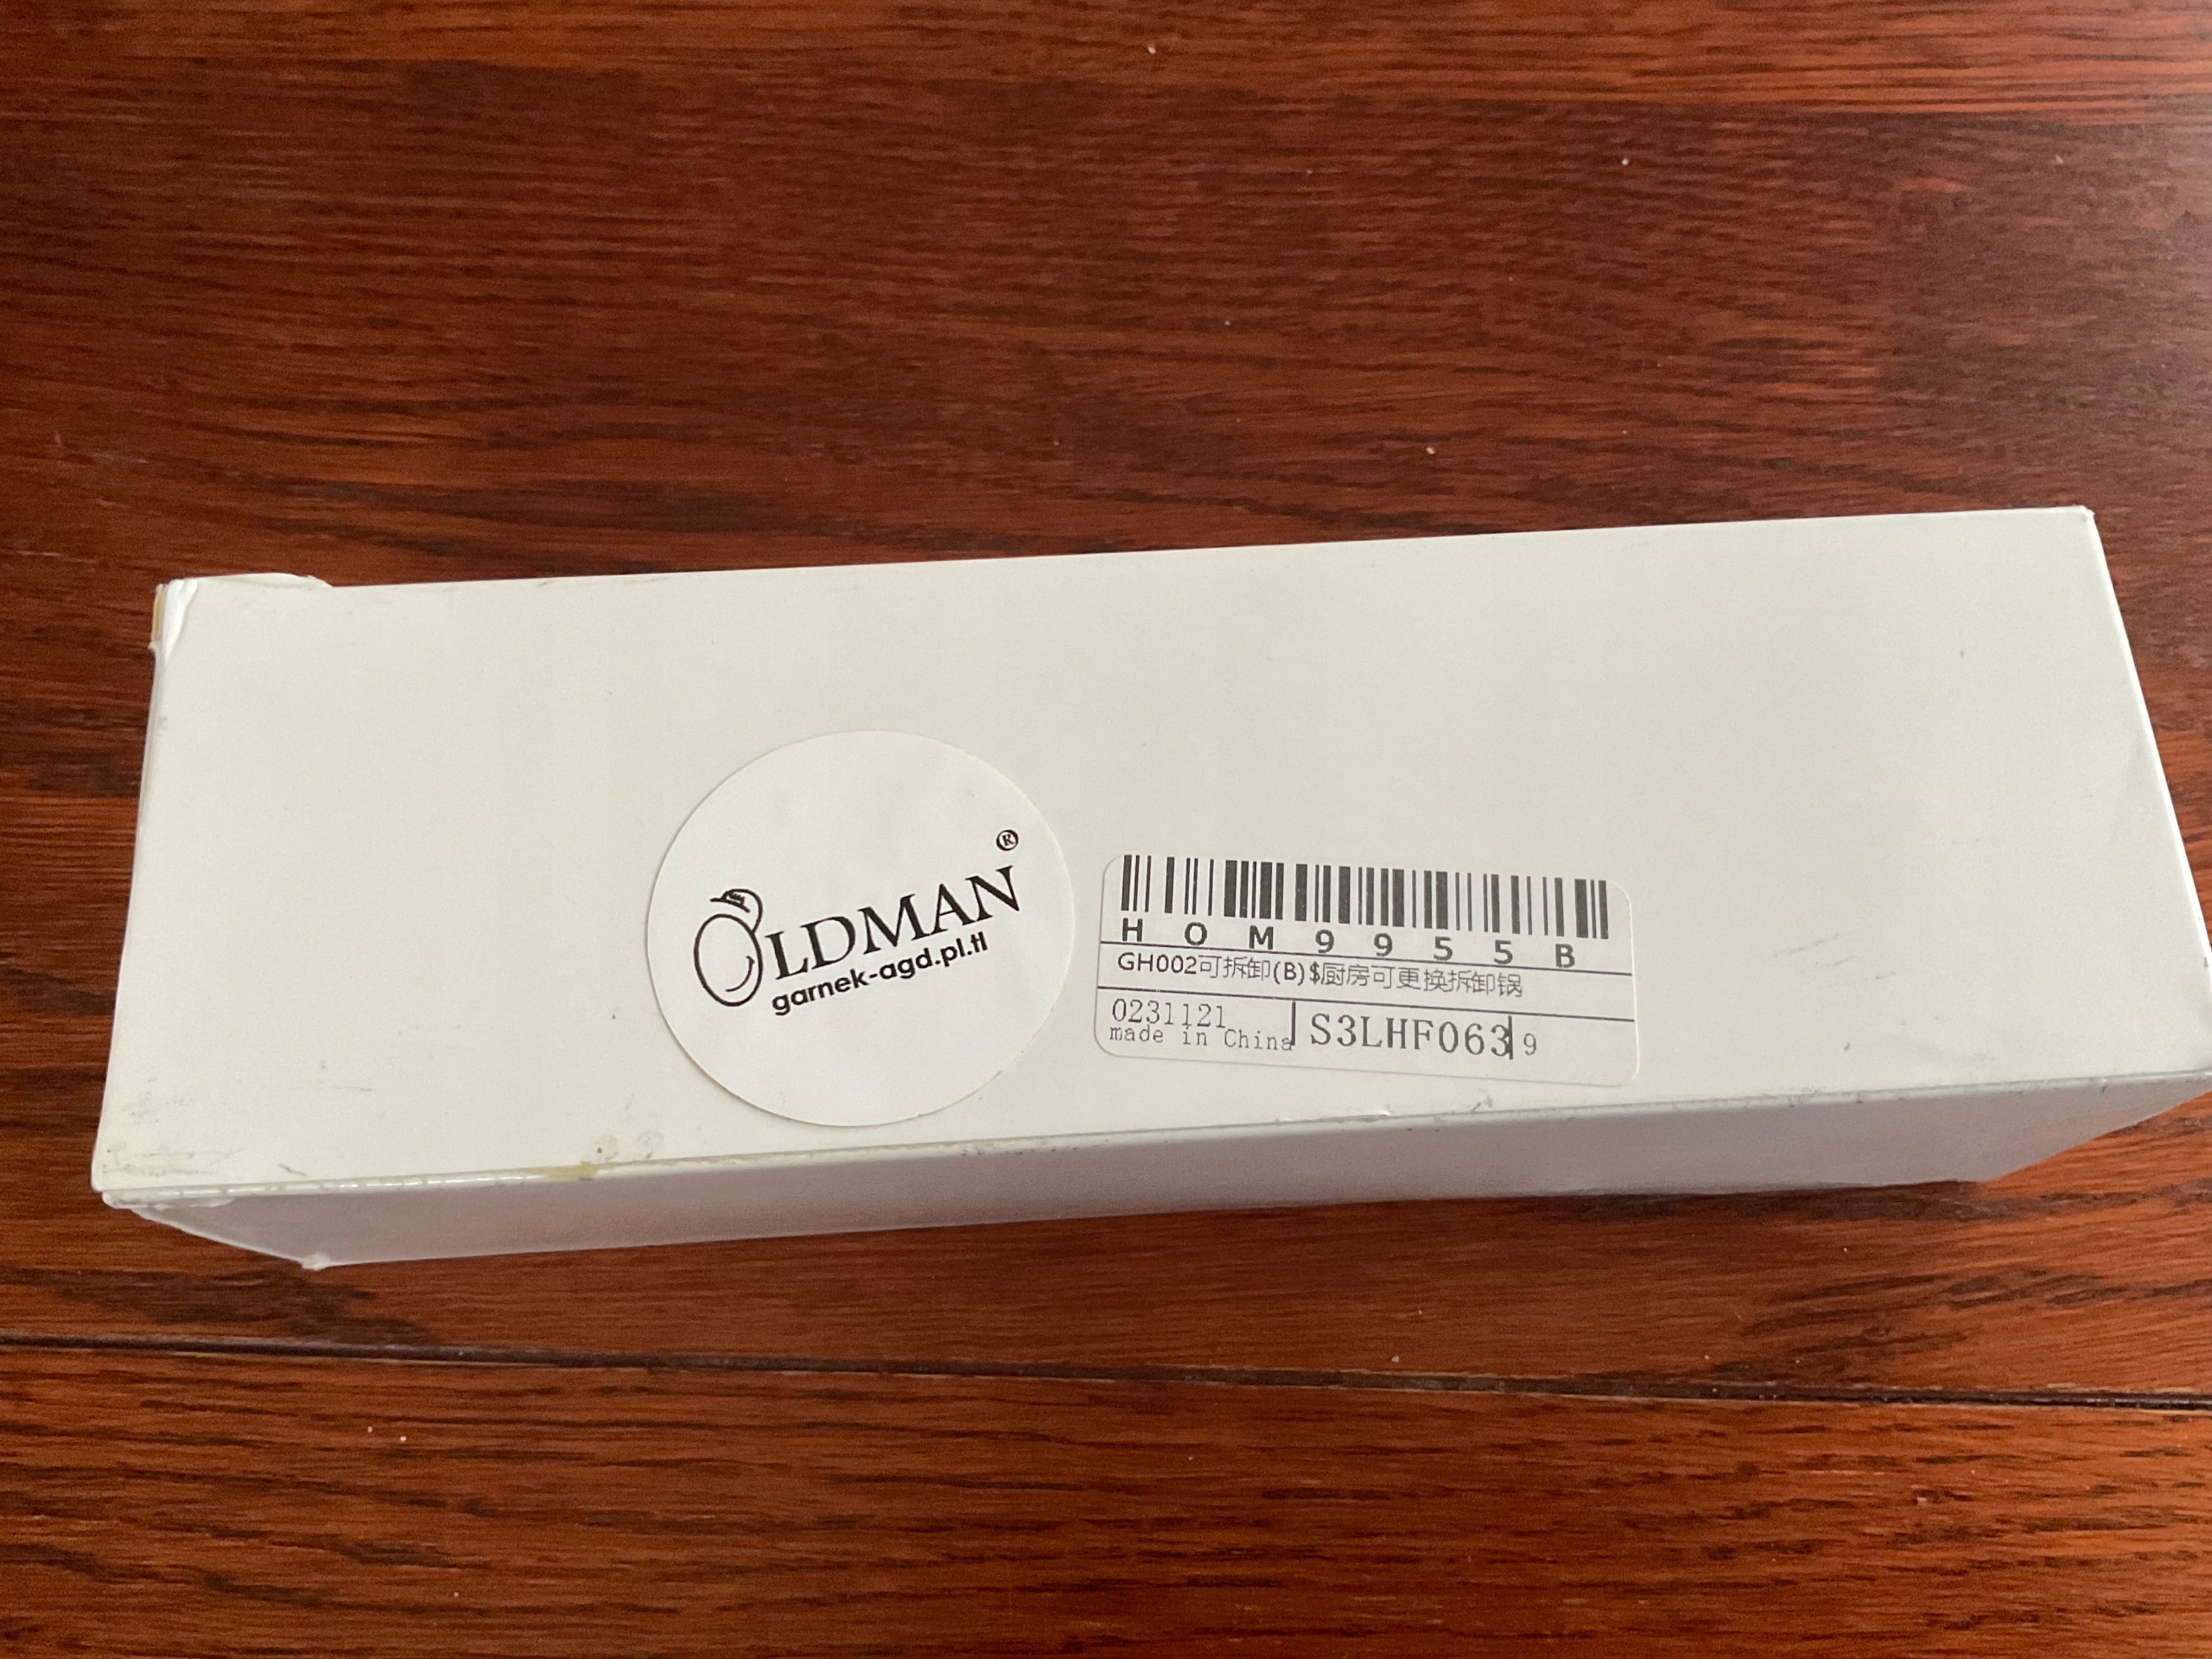 OLDMAN®
garnek-agd.pl.tl
HOM9955B
GH002可拆卸(B)$厨房可更换拆卸锅
0231121
made in China
S3LHF063
9